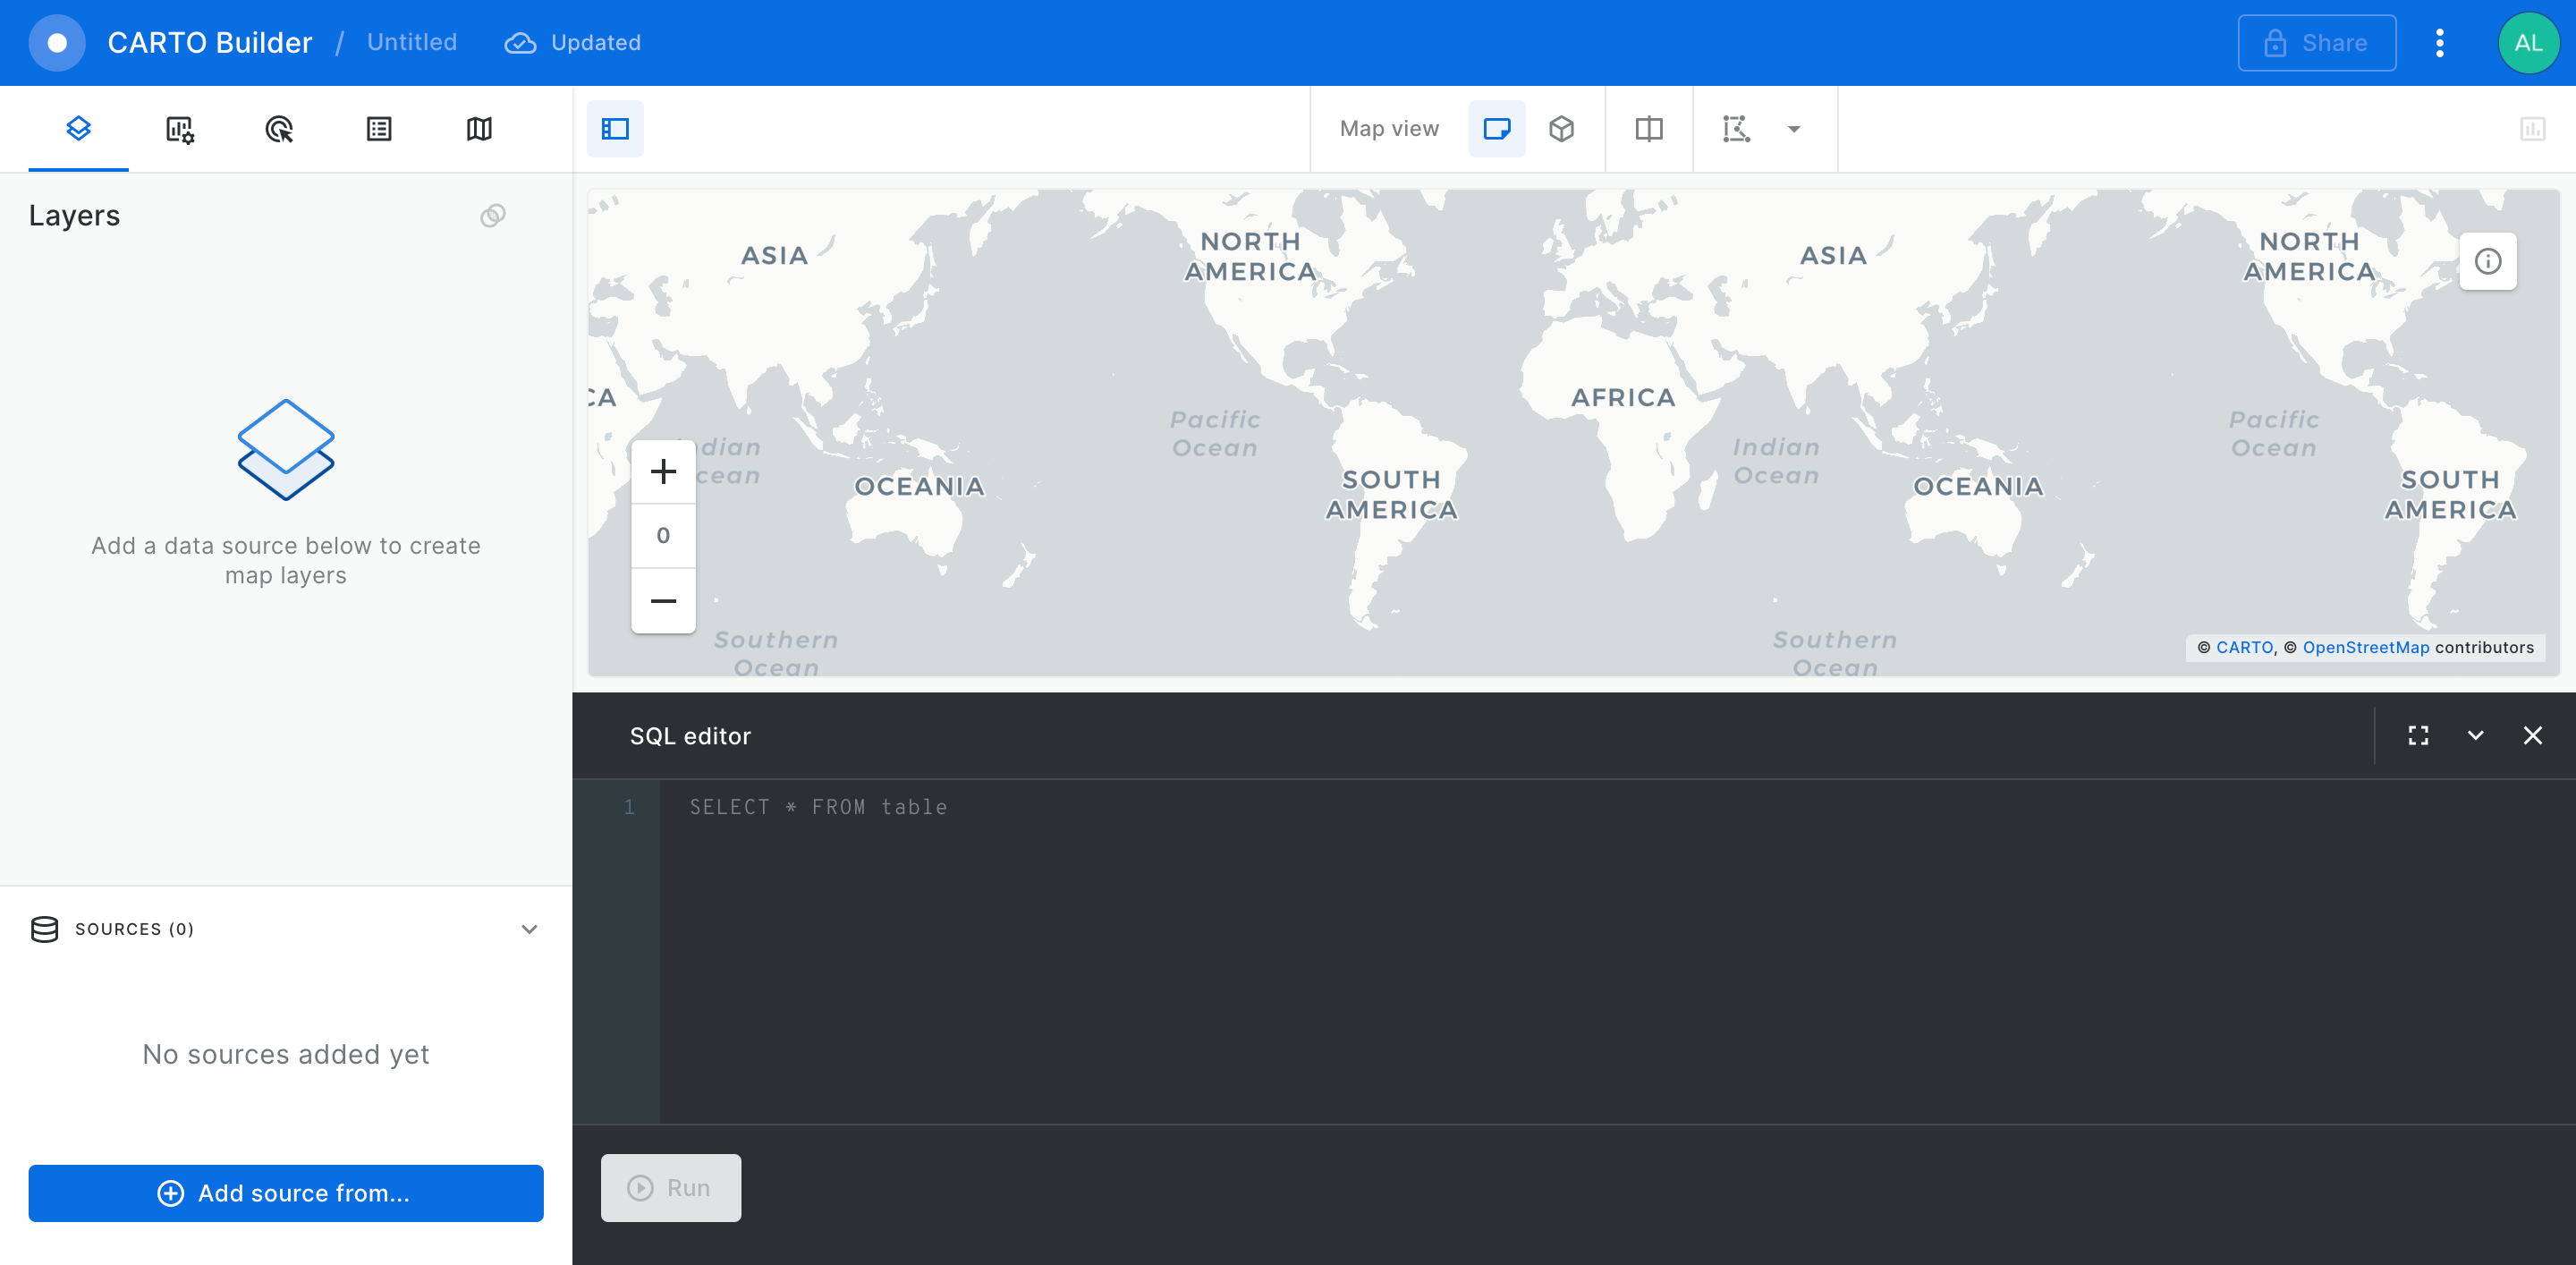 CARTO Builder / Untitled Updated
Share
AL
Map view
Layers
Add a data source below to create
map layers
SOURCES (0)
No sources added yet
Add source from...
ASIA
NORTH
AMERICA
ASIA
NORTH
AMERICA
CA
AFRICA
Pacific
Ocean
Pacific
Ocean
dian
cean
Indian
Ocean
OCEANIA
SOUTH
AMERICA
OCEANIA
SOUTH
AMERICA
0
Southern
Ocean
Southern
Ocean
© CARTO, © OpenStreetMap contributors
SQL editor
1 SELECT * FROM table
Run